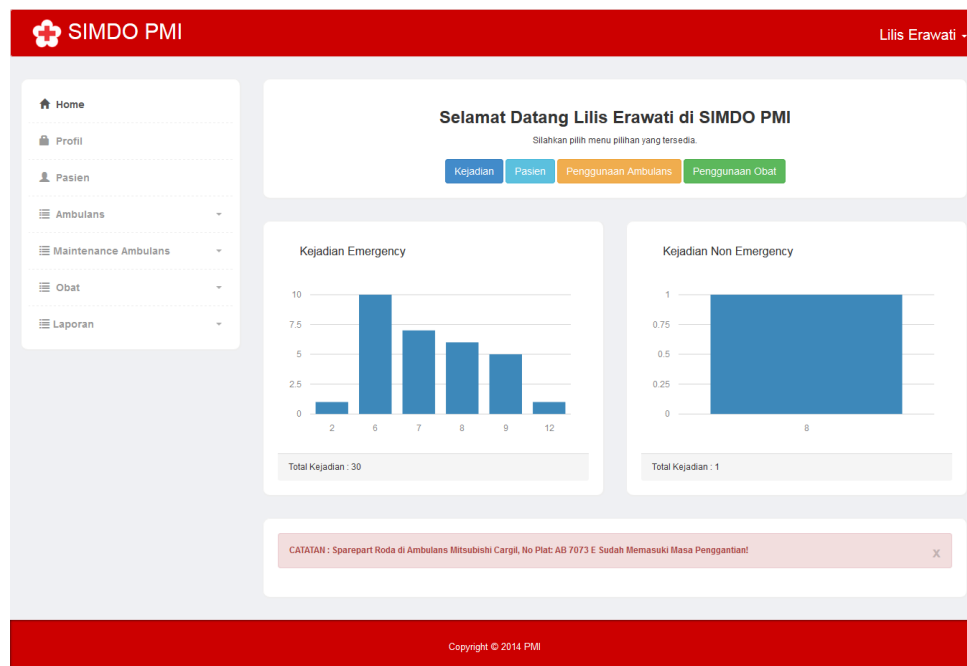 SIMDO PMI
Lilis Erawati
Home
Profil
Pasien
Ambulans
Maintenance Ambulans
Obat
Laporan
Selamat Datang Lilis Erawati di SIMDO PMI
Silahkan pilih menu pilihan yang tersedia.
Kejadian Pasien Penggunaan Ambulans Penggunaan Obat
Kejadian Emergency
10
7.5
5
2.5
0
2 6 7 8 9 12
Total Kejadian : 30
Kejadian Non Emergency
1
0.75
0.5
0.25
0
8
Total Kejadian : 1
CATATAN : Sparepart Roda di Ambulans Mitsubishi Cargil, No Plat: AB 7073 E Sudah Memasuki Masa Penggantian!
x
Copyright © 2014 PMI